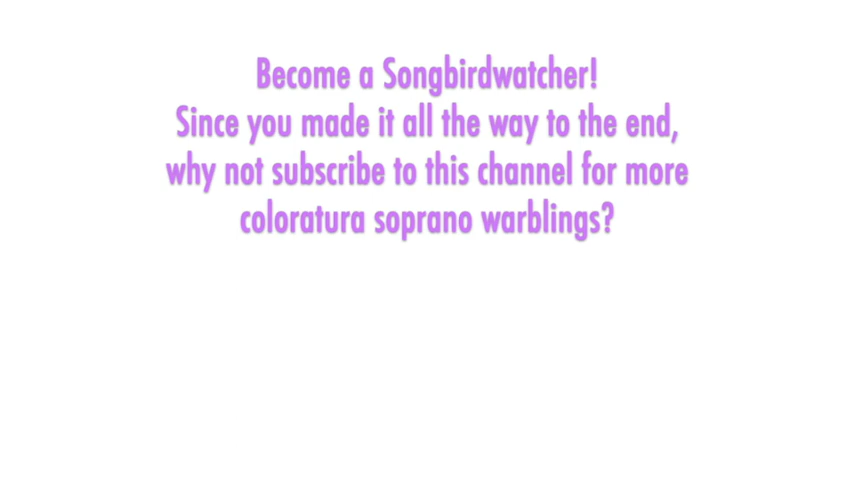 Become a Songbirdwatcher!
Since you made it all the way to the end,
why not subscribe to this channel for more
coloratura soprano warblings?